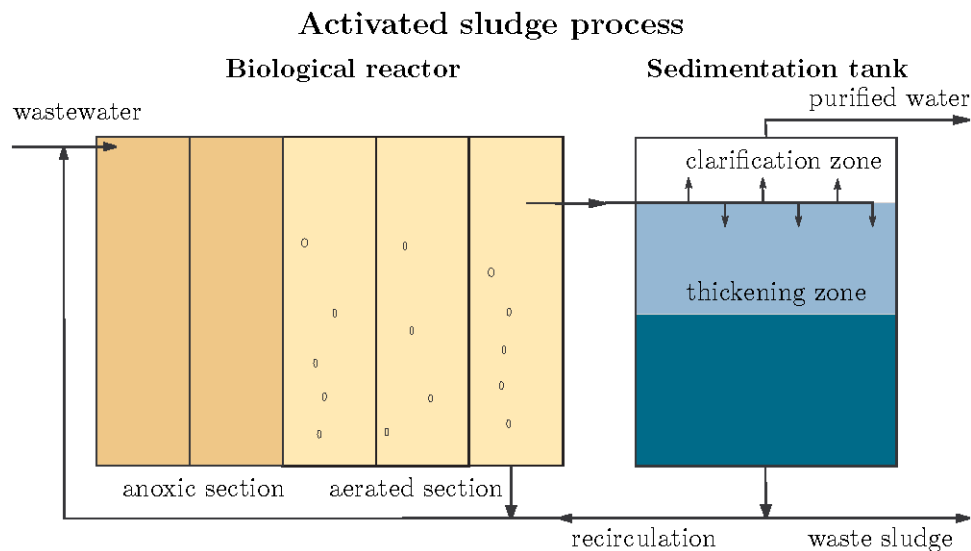 Activated sludge process
Biological reactor
Sedimentation tank
wastewater
purified water
clarification zone
thickening zone
anoxic section
aerated section
recirculation
waste sludge